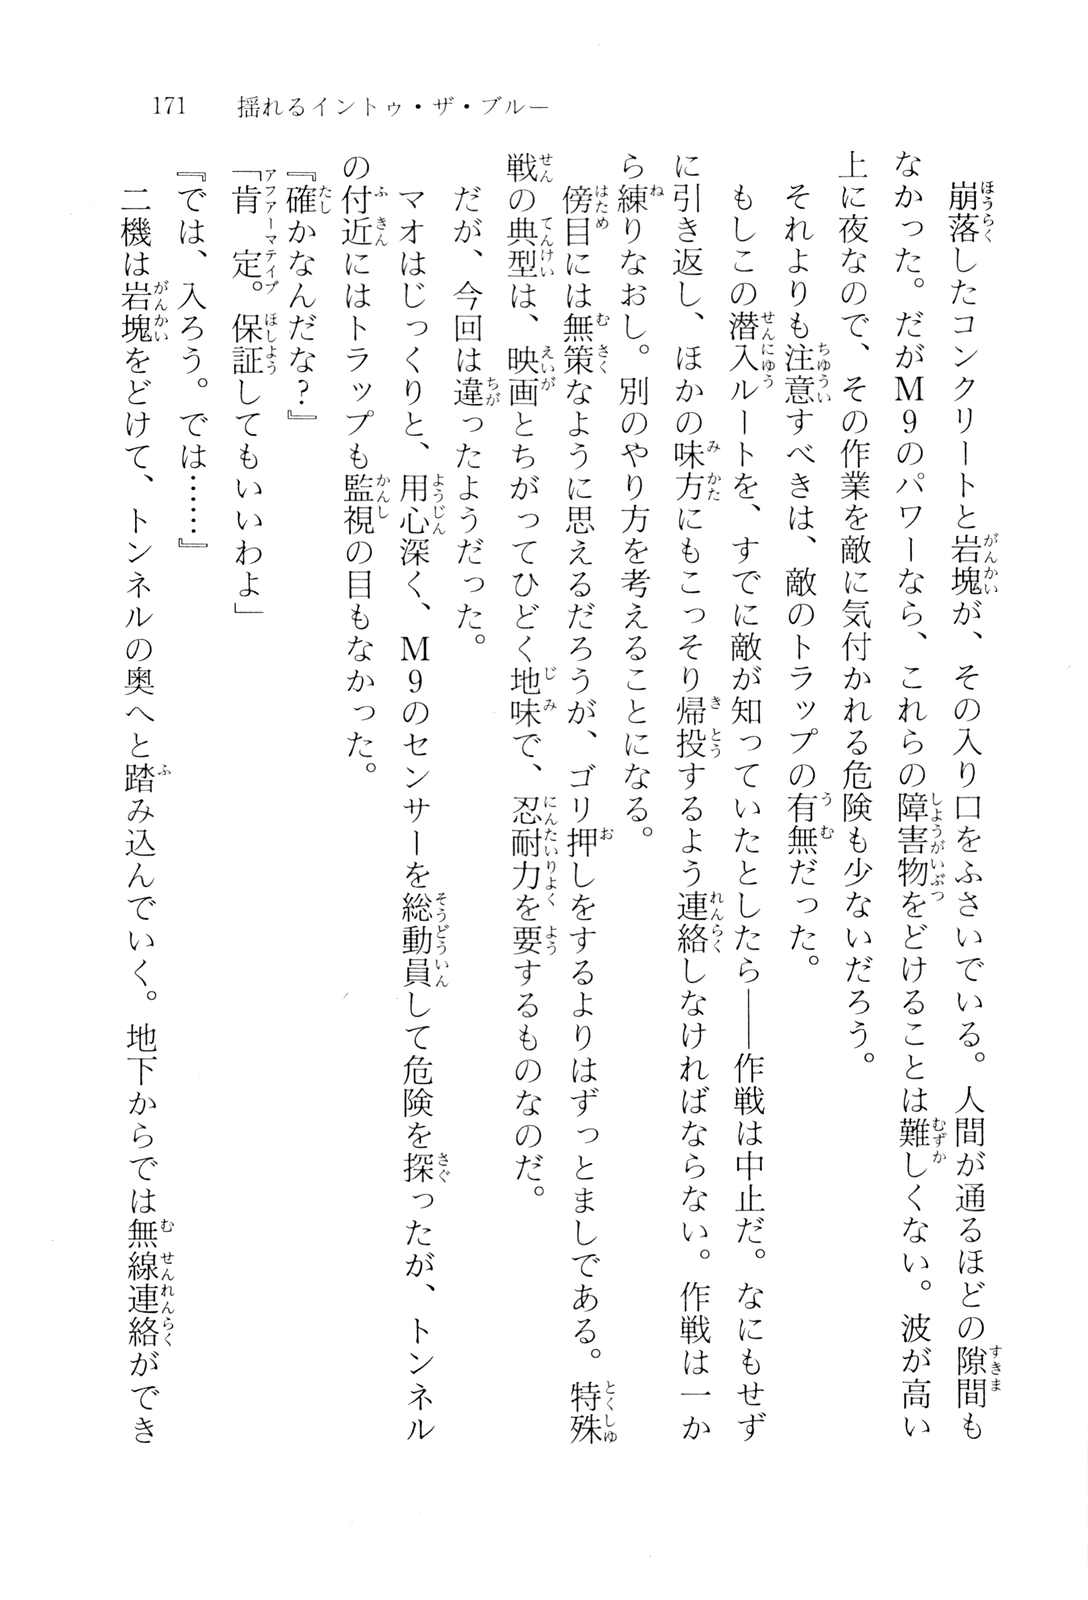 171　揺れるイントゥ・ザ・ブルー
　崩落したコンクリートと岩塊が、その入り口をふさいでいる。人間が通るほどの隙間も
なかった。だがM9のパワーなら、これらの障害物をどけることは難しくない。波が高い
上に夜なので、その作業を敵に気付かれる危険も少ないだろう。
　それよりも注意すべきは、敵のトラップの有無だった。
　もしこの潜入ルートを、すでに敵が知っていたとしたら――作戦は中止だ。なにもせず
に引き返し、ほかの味方にもこっそり帰投するよう連絡しなければならない。作戦は一か
ら練りなおし。別のやり方を考えることになる。
　傍目には無策なように思えるだろうが、ゴリ押しをするよりはずっとましである。特殊
戦の典型は、映画とちがってひどく地味で、忍耐力を要するものなのだ。
　だが、今回は違ったようだった。
　マオはじっくりと、用心深く、M9のセンサーを総動員して危険を探ったが、トンネル
の付近にはトラップも監視の目もなかった。
『確かなんだな？』
「肯定。保証してもいいわよ」
『では、入ろう。では……』
　二機は岩塊をどけて、トンネルの奥へと踏み込んでいく。地下からでは無線連絡ができ